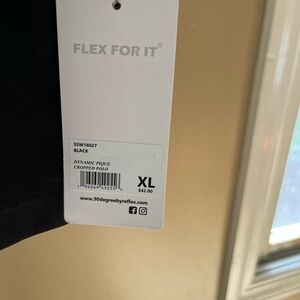 FLEX FOR IT®
SSW16027
BLACK
DYNAMIC PIQUE
CROPPED POLO
XL
$42.00
www.90degreebyreflex.com